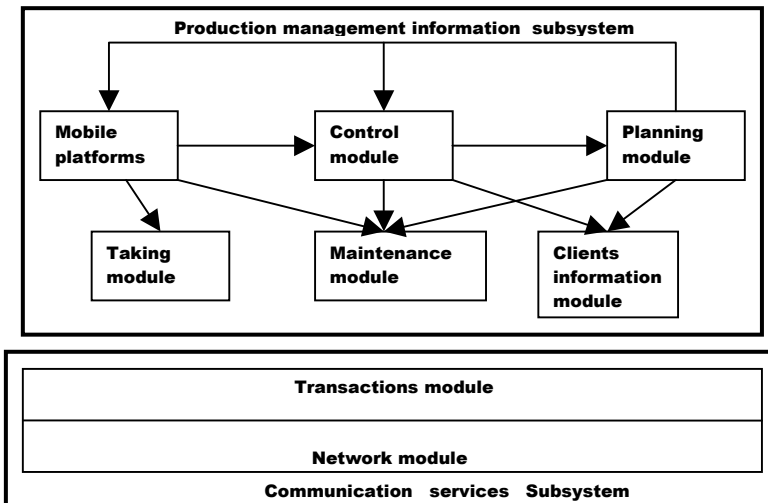 Production management information subsystem
Mobile
platforms
Control
module
Planning
module
Taking
module
Maintenance
module
Clients
information
module
Transactions module
Network module
Communication services Subsystem